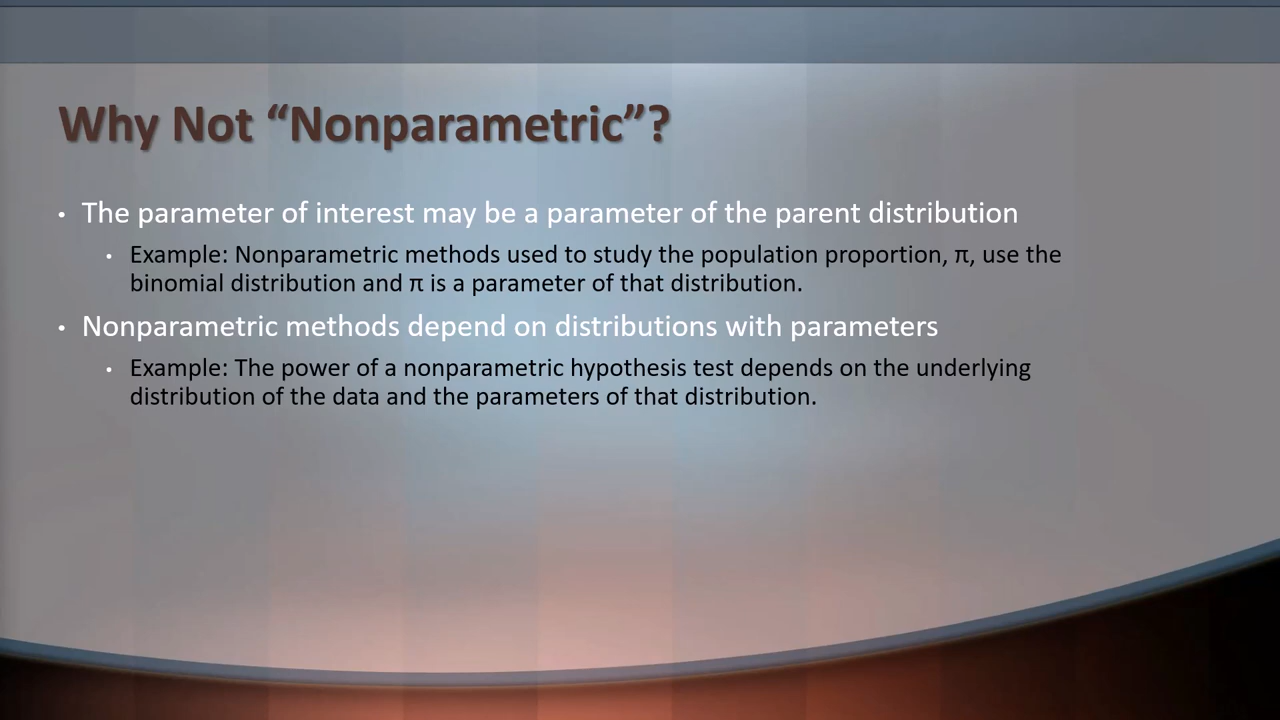 Why Not “Nonparametric”?
• The parameter of interest may be a parameter of the parent distribution
• Example: Nonparametric methods used to study the population proportion, π, use the
binomial distribution and π is a parameter of that distribution.
• Nonparametric methods depend on distributions with parameters
• Example: The power of a nonparametric hypothesis test depends on the underlying
distribution of the data and the parameters of that distribution.